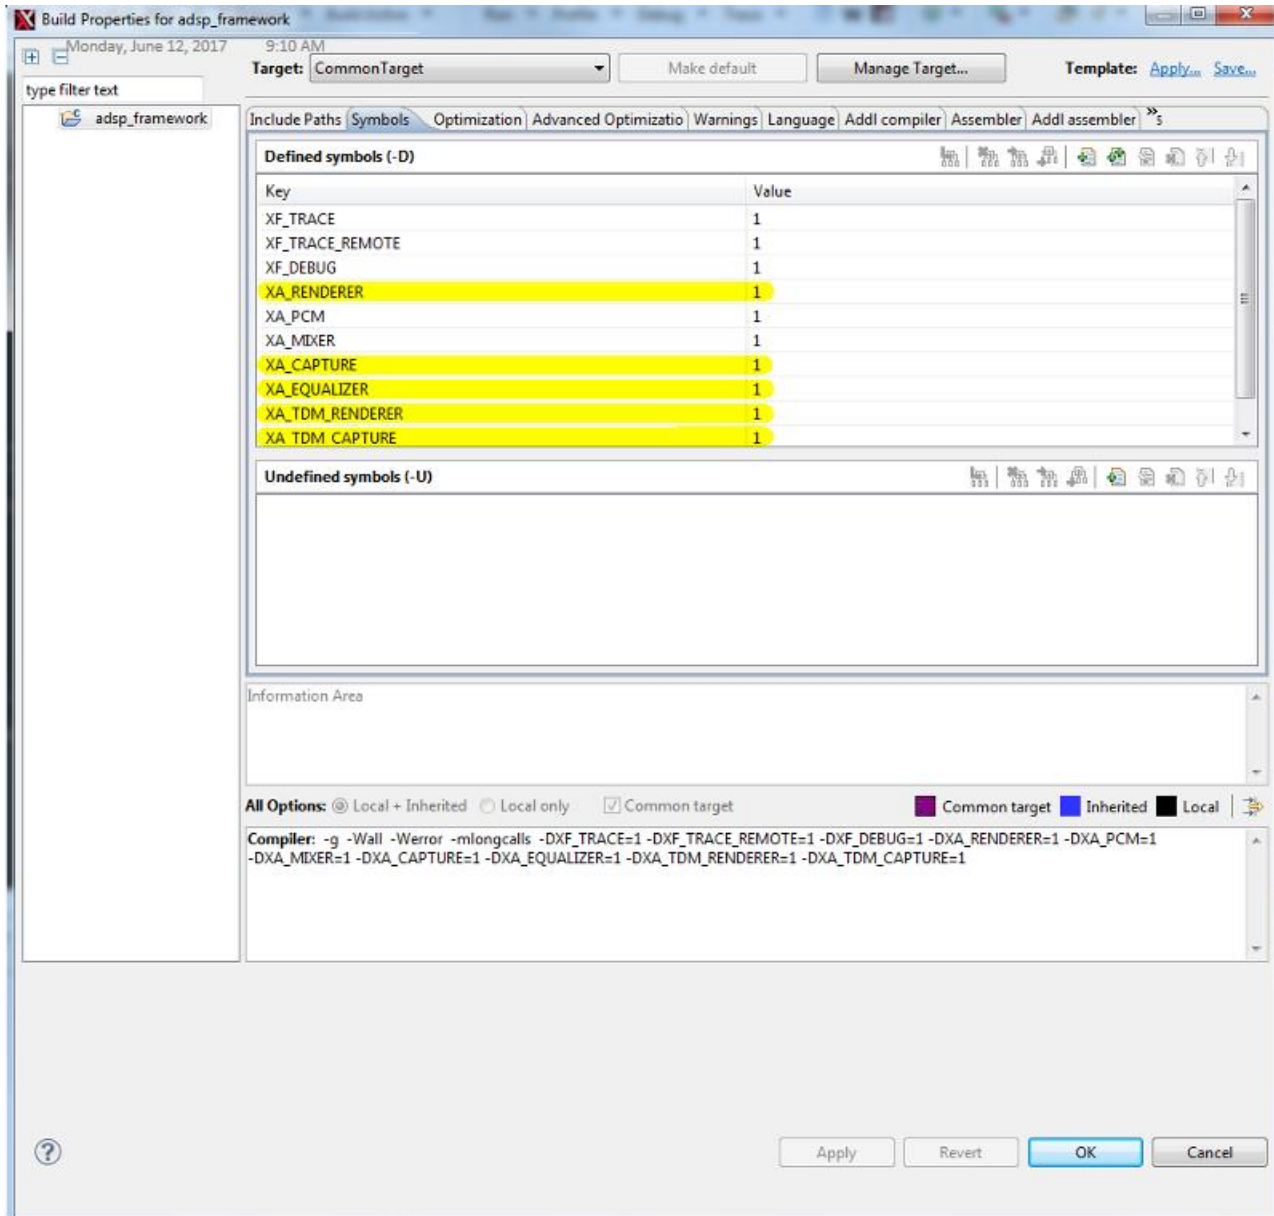 Build Properties for adsp_framework
Monday, June 12, 2017 9:10 AM
Target: CommonTarget Make default Manage Target... Template: Apply... Save...
type filter text
adsp_framework
Include Paths Symbols Optimization Advanced Optimizatio Warnings Language Addl compiler Assembler Addl assembler »5
Defined symbols (-D)
Key Value
XF_TRACE 1
XF_TRACE_REMOTE 1
XF_DEBUG 1
XA_RENDERER 1
XA_PCM 1
XA_MIXER 1
XA_CAPTURE 1
XA_EQUALIZER 1
XA_TDM_RENDERER 1
XA_TDM_CAPTURE 1
Undefined symbols (-U)
Information Area
All Options: Local + Inherited Local only Common target Common target Inherited Local
Compiler: -g -Wall -Werror -mlongcalls -DXF_TRACE=1 -DXF_TRACE_REMOTE=1 -DXF_DEBUG=1 -DXA_RENDERER=1 -DXA_PCM=1
-DXA_MIXER=1 -DXA_CAPTURE=1 -DXA_EQUALIZER=1 -DXA_TDM_RENDERER=1 -DXA_TDM_CAPTURE=1
Apply Revert OK Cancel